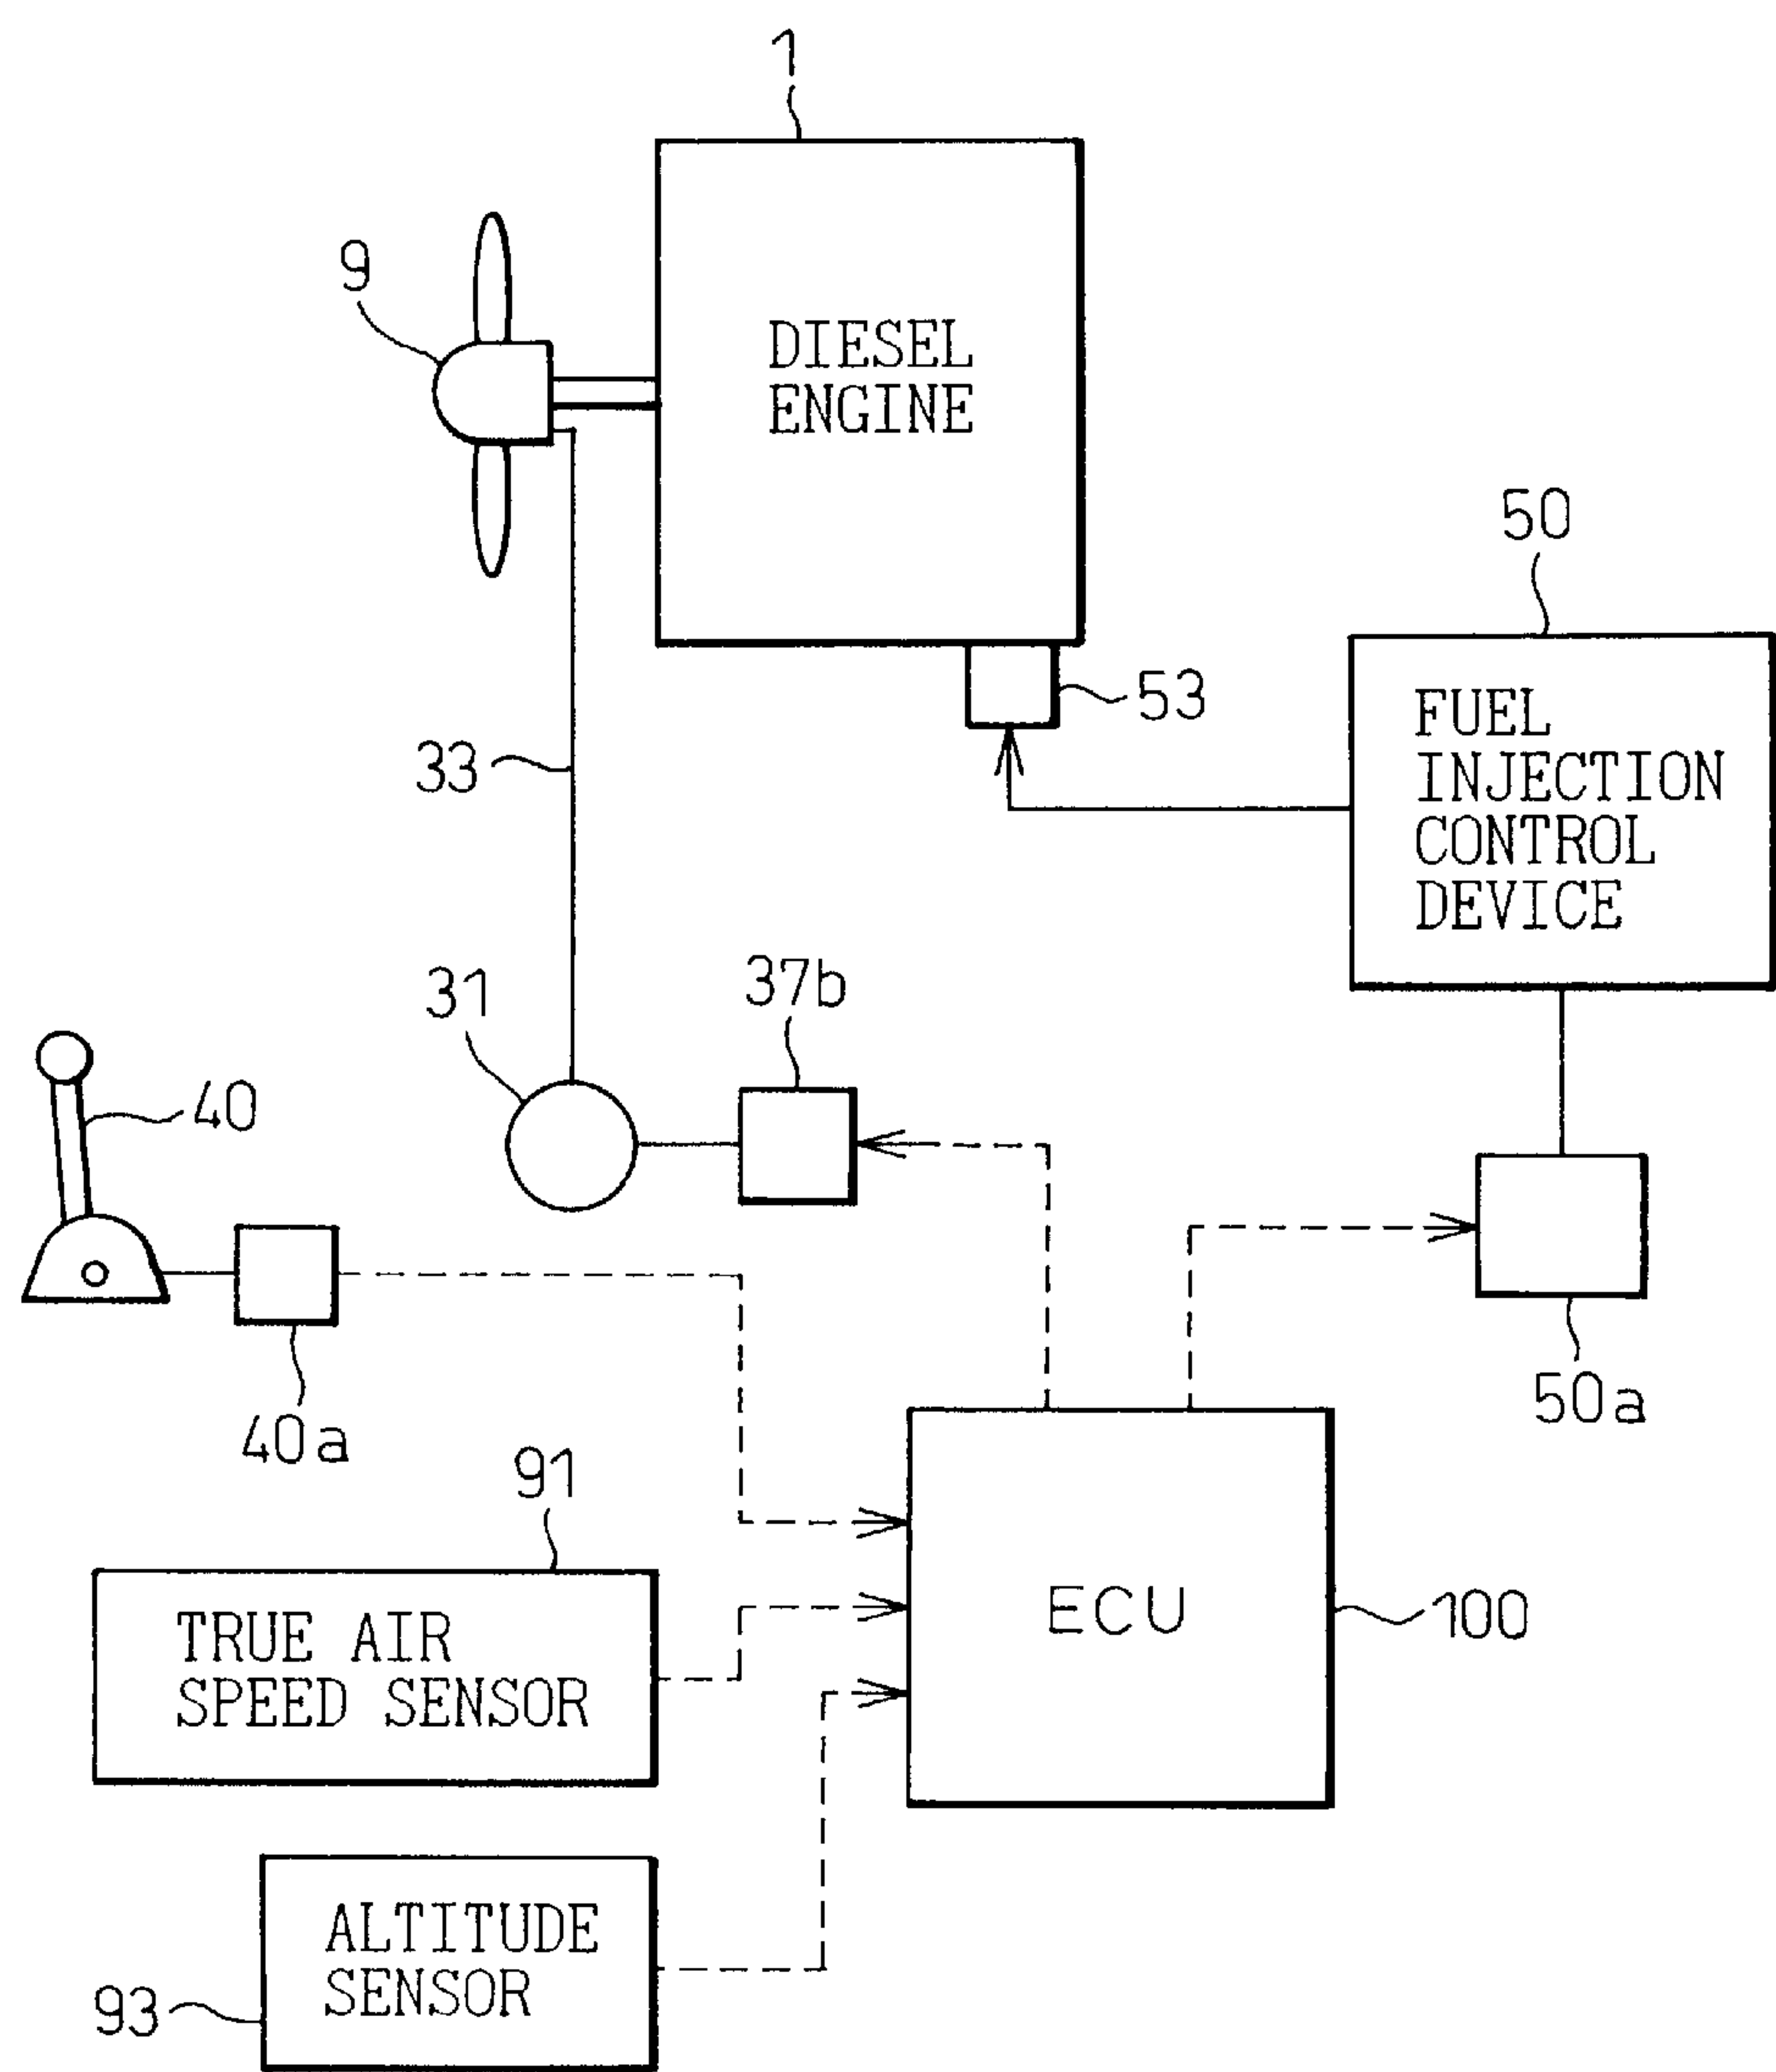 1
9
DIESEL
ENGINE
50
53
FUEL
INJECTION
CONTROL
DEVICE
33
31
37b
40
40a
50a
91
TRUE AIR
SPEED SENSOR
ECU
100
ALTITUDE
SENSOR
93